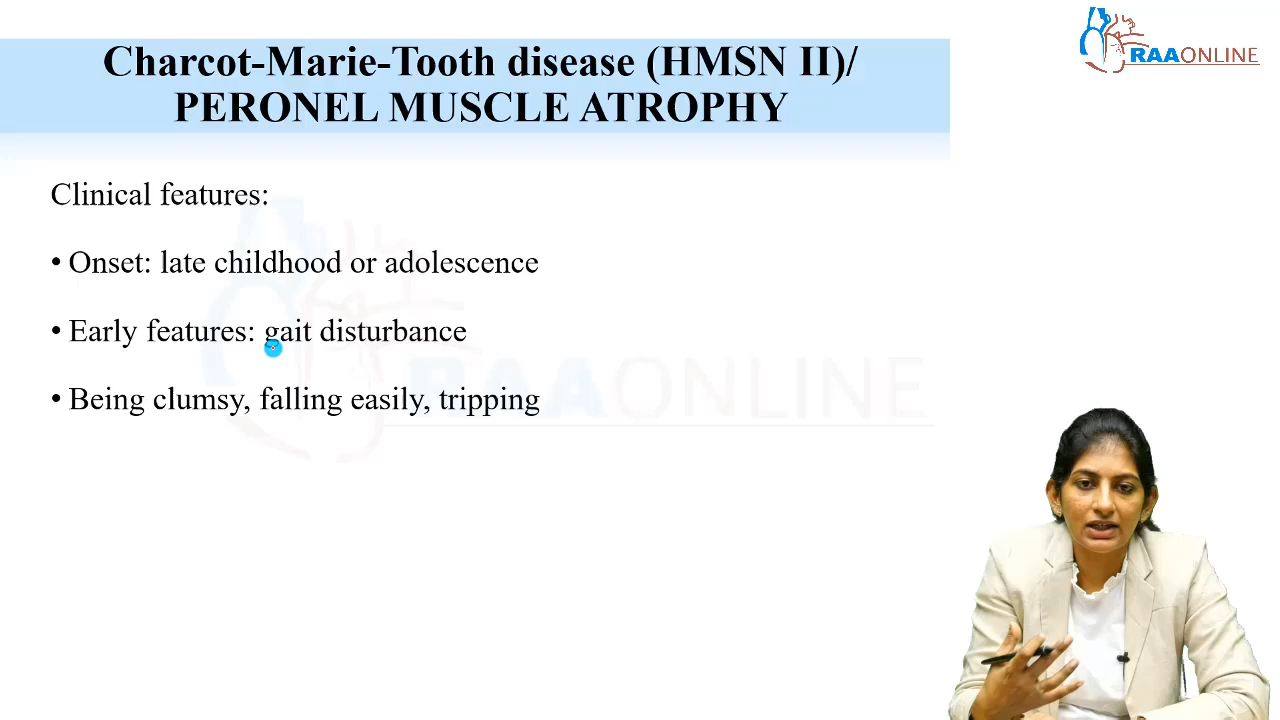 Charcot-Marie-Tooth disease (HMSN II)/
PERONEL MUSCLE ATROPHY
RAAONLINE
Clinical features:
• Onset: late childhood or adolescence
• Early features: gait disturbance
• Being clumsy, falling easily, tripping
RAAONLINE